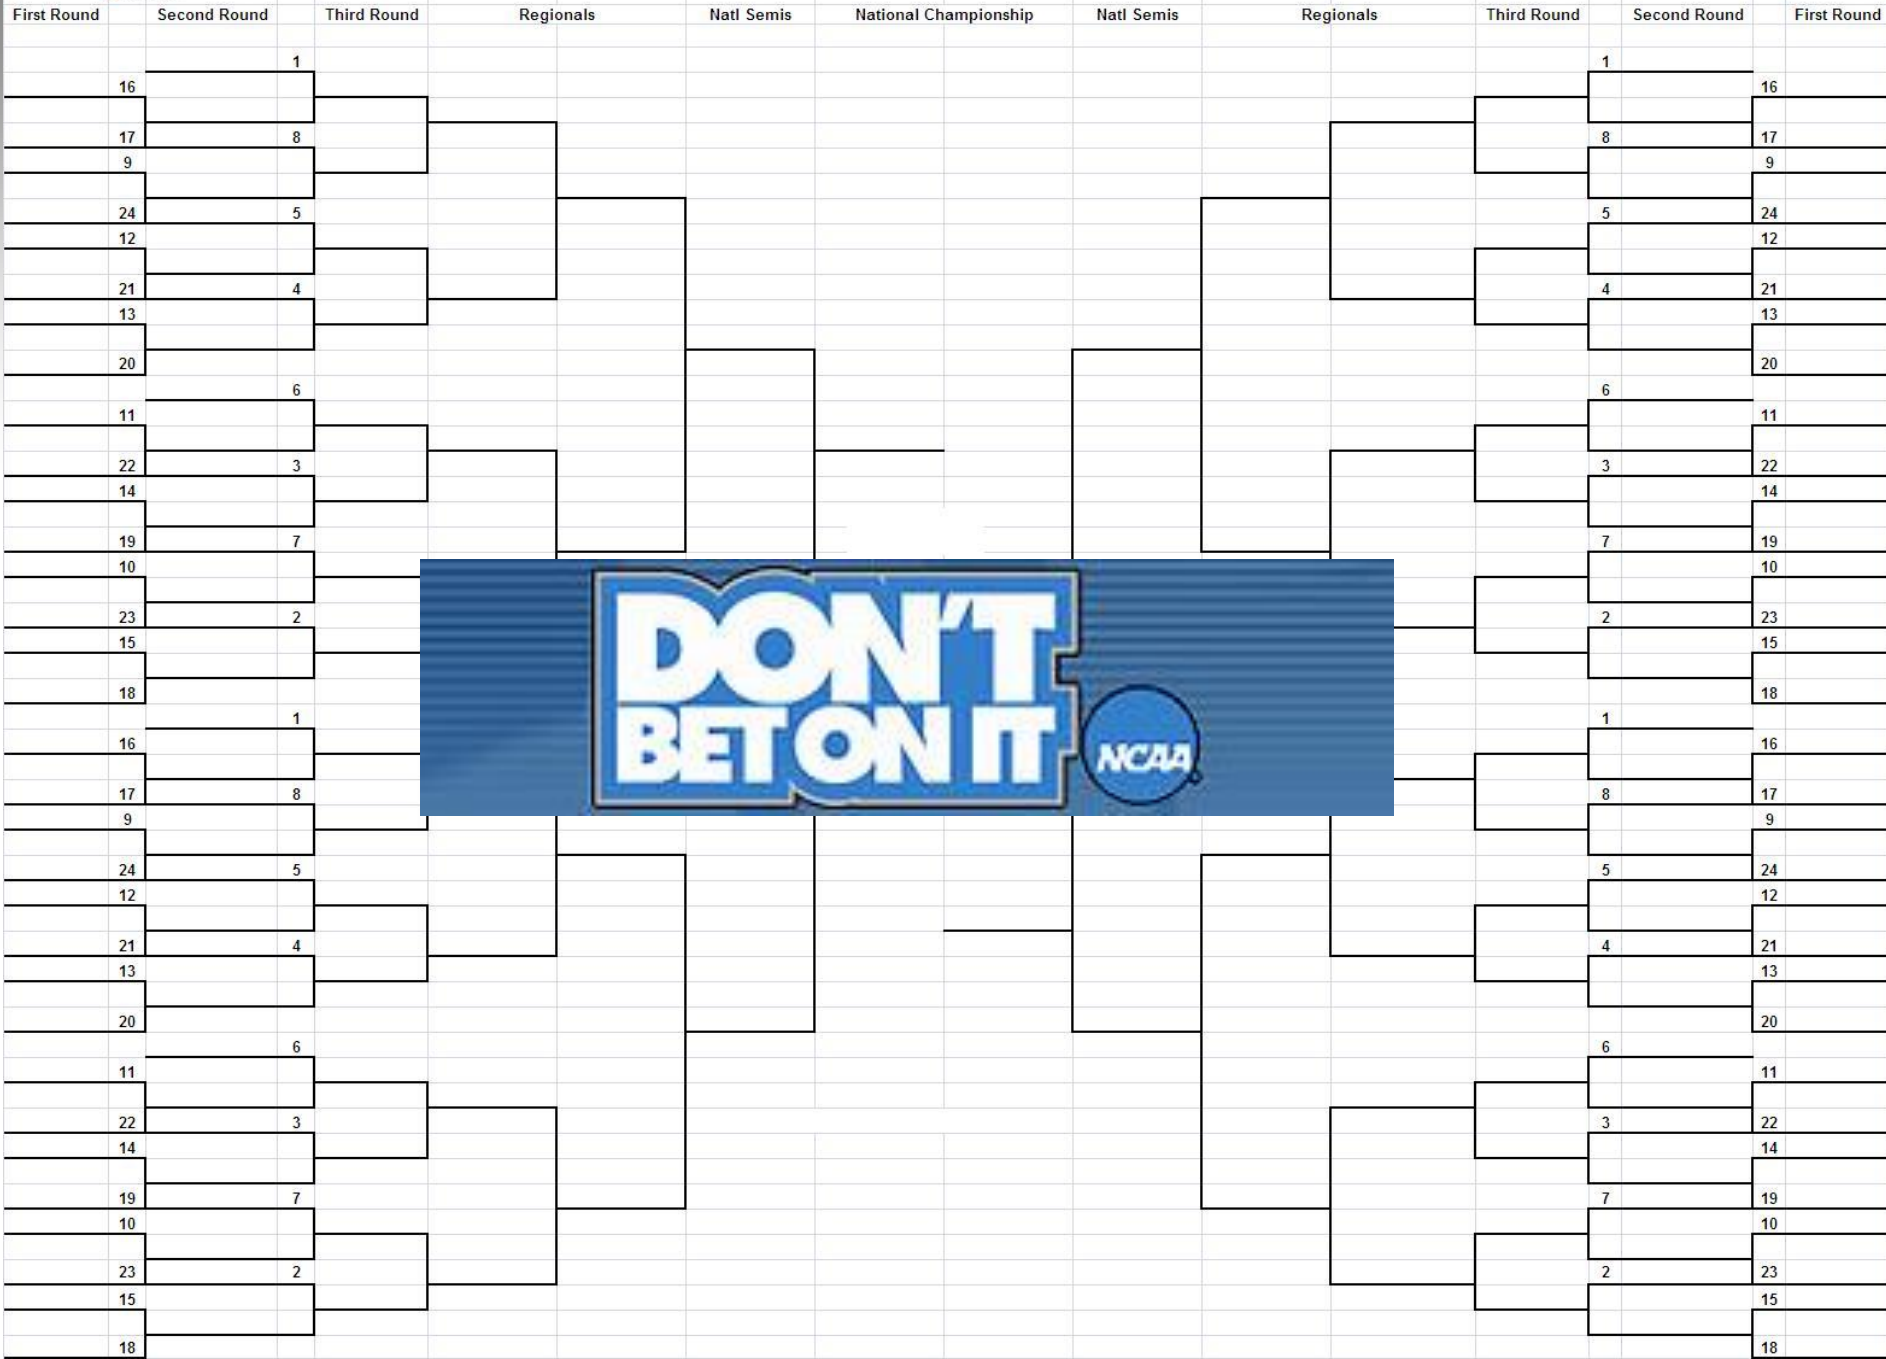 First Round Second Round Third Round Regionals Natl Semis National Championship Natl Semis Regionals Third Round Second Round First Round
1 1
16 16
17 8 8 17
9 9
24 5 5 24
12 12
21 4 4 21
13 13
20 20
6 6
11 11
22 3 3 22
14 14
19 7 7 19
10 10
23 2 2 23
15 15
18 18
DON'T
BET ON IT
NCAA
1 1
16 16
17 8 8 17
9 9
24 5 5 24
12 12
21 4 4 21
13 13
20 20
6 6
11 11
22 3 3 22
14 14
19 7 7 19
10 10
23 2 2 23
15 15
18 18